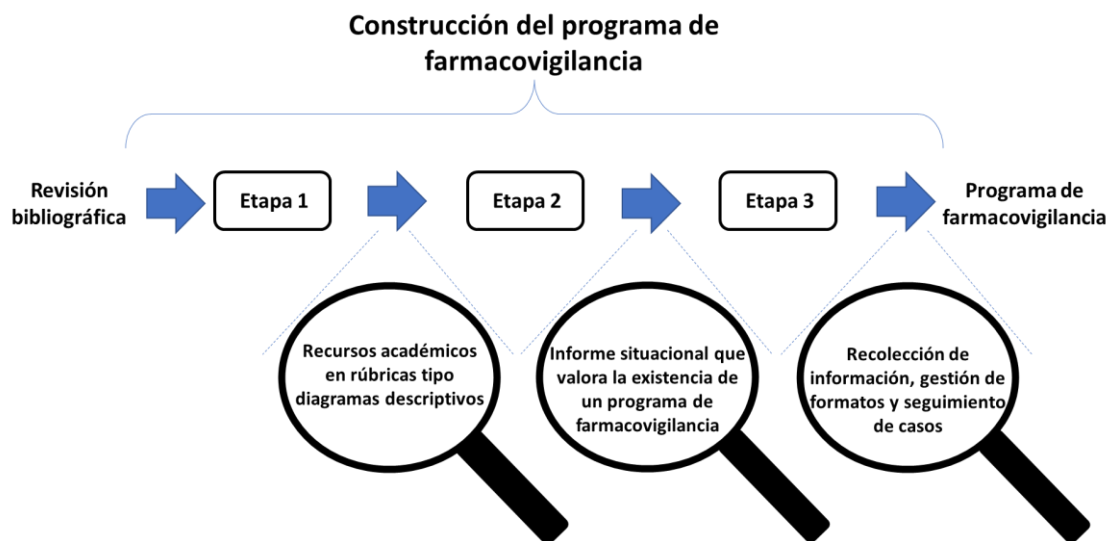 Construcción del programa de
farmacovigilancia
Revisión
bibliográfica
Etapa 1
Etapa 2
Etapa 3
Programa de
farmacovigilancia
Recursos académicos
en rúbricas tipo
diagramas descriptivos
Informe situacional que
valora la existencia de
un programa de
farmacovigilancia
Recolección de
información, gestión de
formatos y seguimiento
de casos